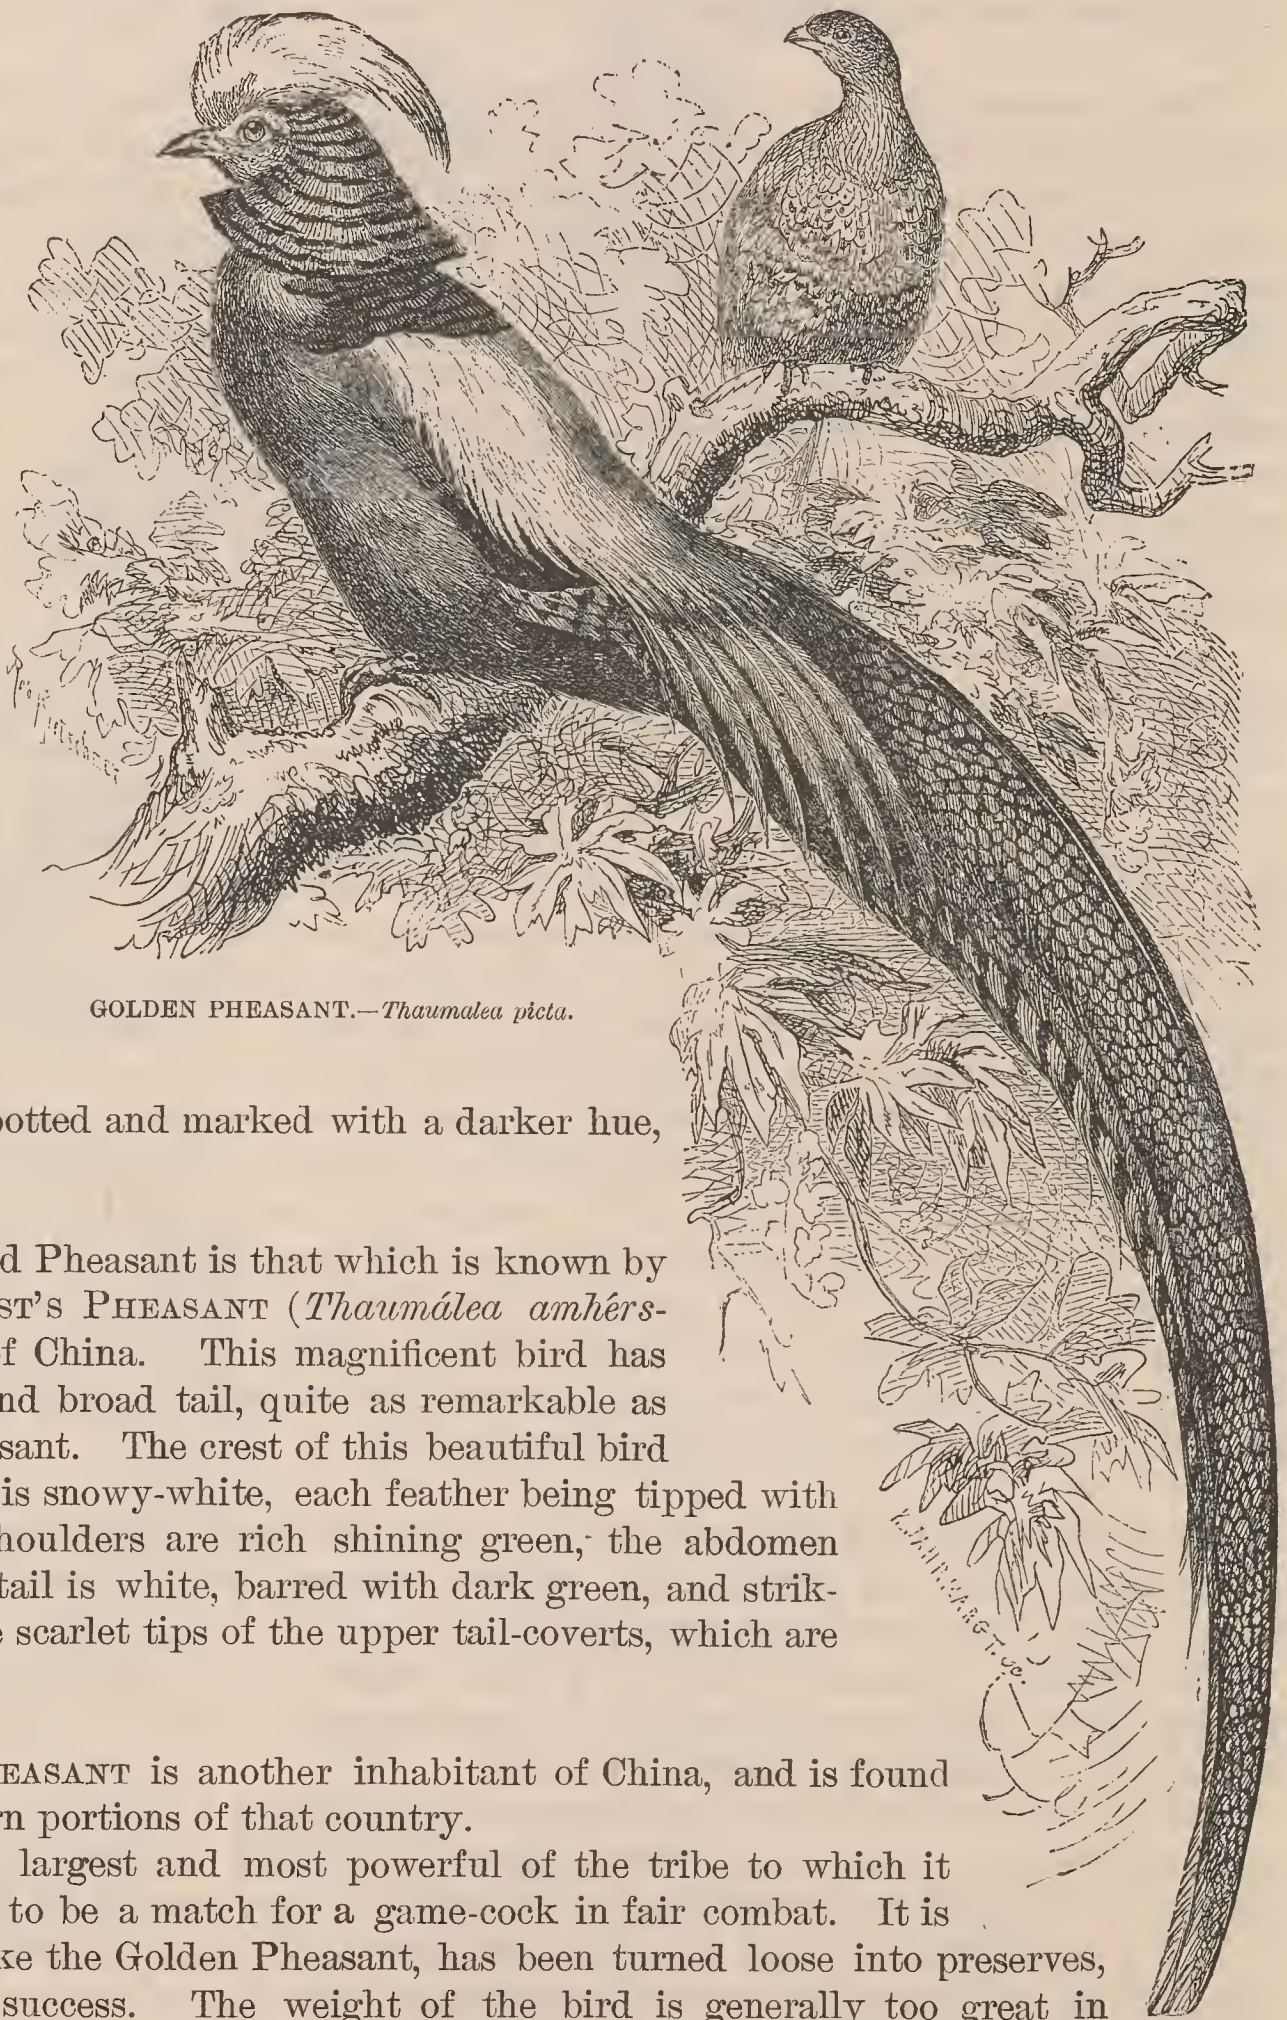 GOLDEN PHEASANT.—Thaumalea picta.
potted and marked with a darker hue,
d Pheasant is that which is known by
ST'S PHEASANT (Thaumálea amhérs-
f China. This magnificent bird has
nd broad tail, quite as remarkable as
sant. The crest of this beautiful bird
is snowy-white, each feather being tipped with
houlders are rich shining green, the abdomen
tail is white, barred with dark green, and strik-
e scarlet tips of the upper tail-coverts, which are
K. JAHRMARGT. sc.
EASANT is another inhabitant of China, and is found
rn portions of that country.
largest and most powerful of the tribe to which it
to be a match for a game-cock in fair combat. It is
ke the Golden Pheasant, has been turned loose into preserves,
success. The weight of the bird is generally too great in